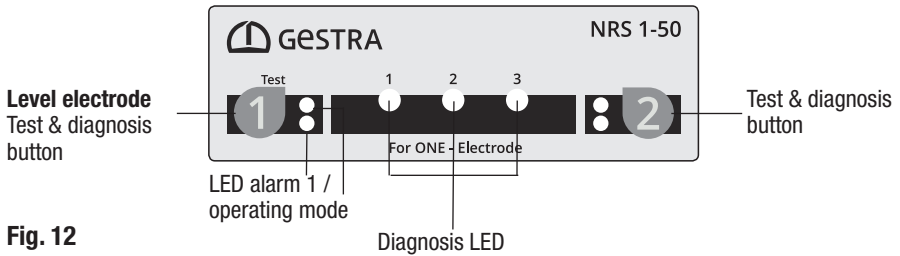 GESTRA
NRS 1-50
Test
1 2 3
1
2
For ONE - Electrode
Level electrode
Test & diagnosis
button
Test & diagnosis
button
LED alarm 1 /
operating mode
Diagnosis LED
Fig. 12